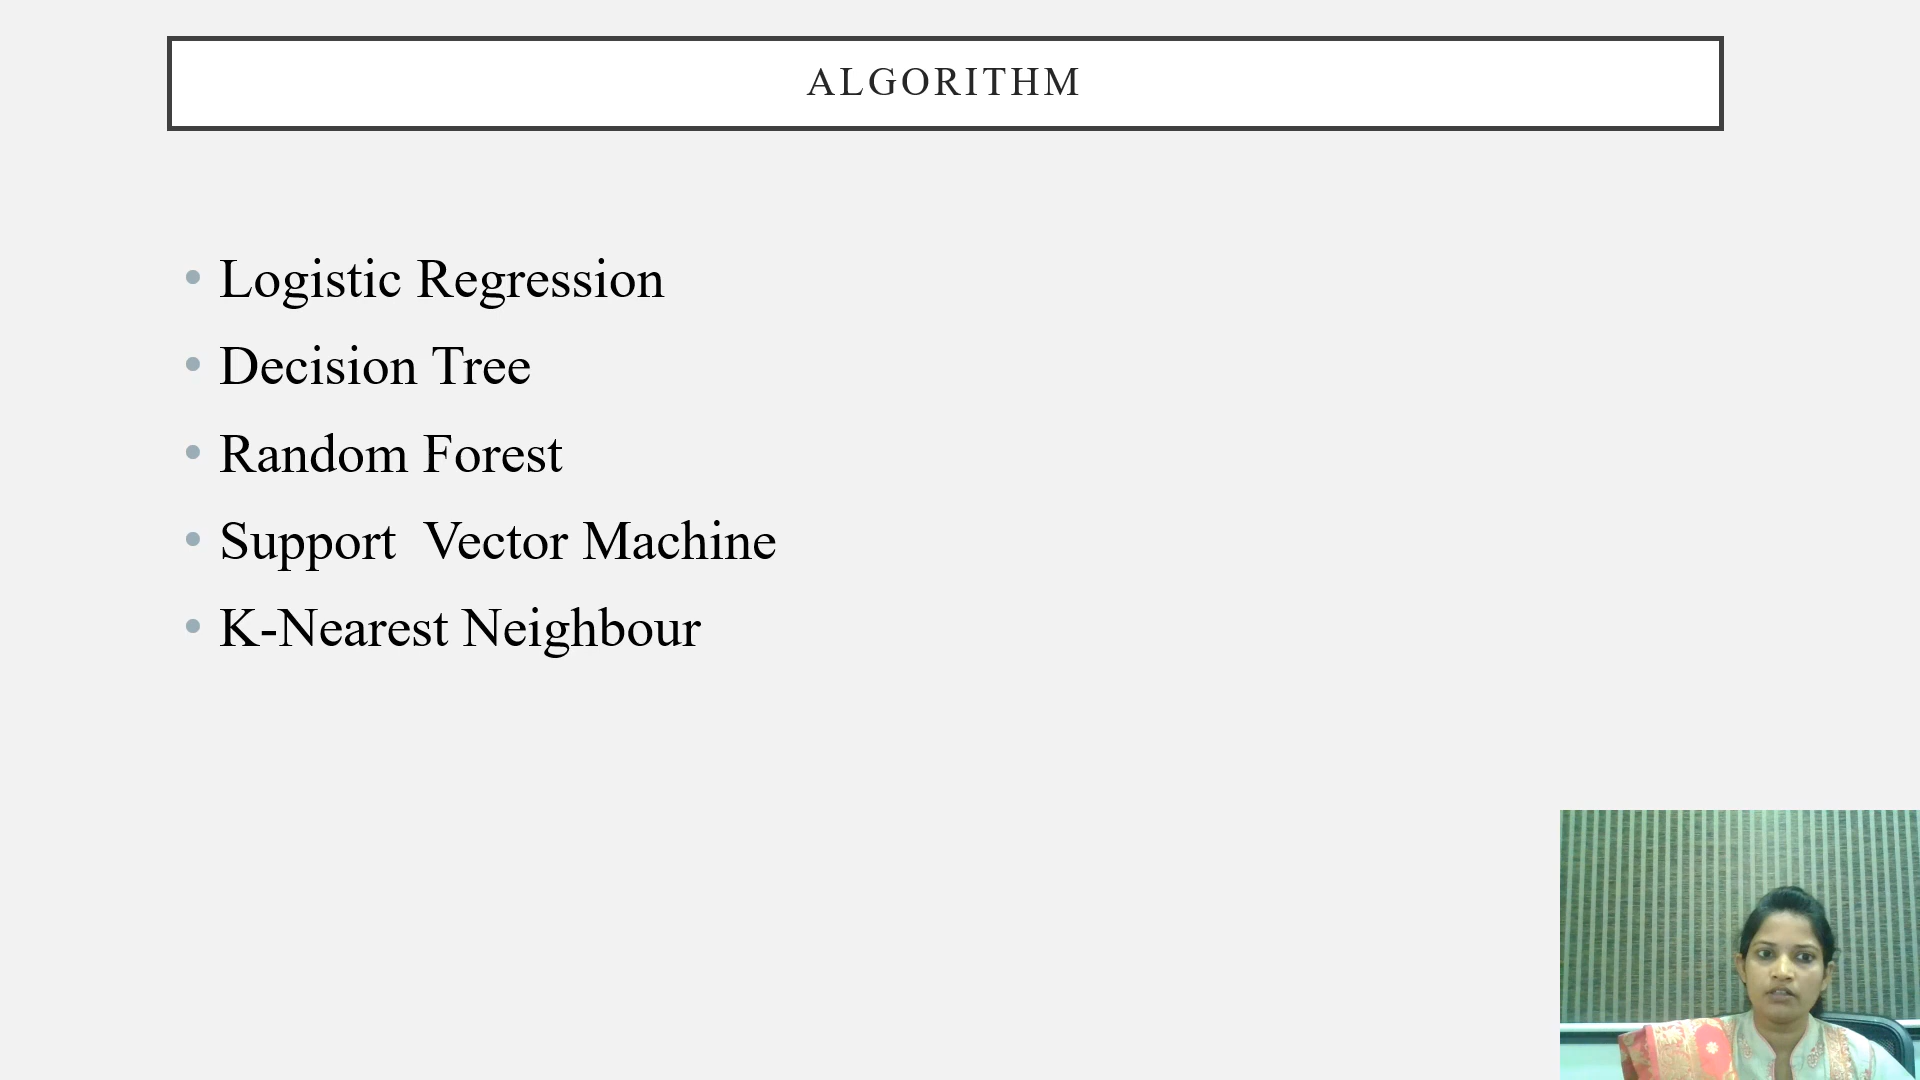 ALGORITHM
• Logistic Regression
• Decision Tree
• Random Forest
• Support  Vector Machine
• K-Nearest Neighbour